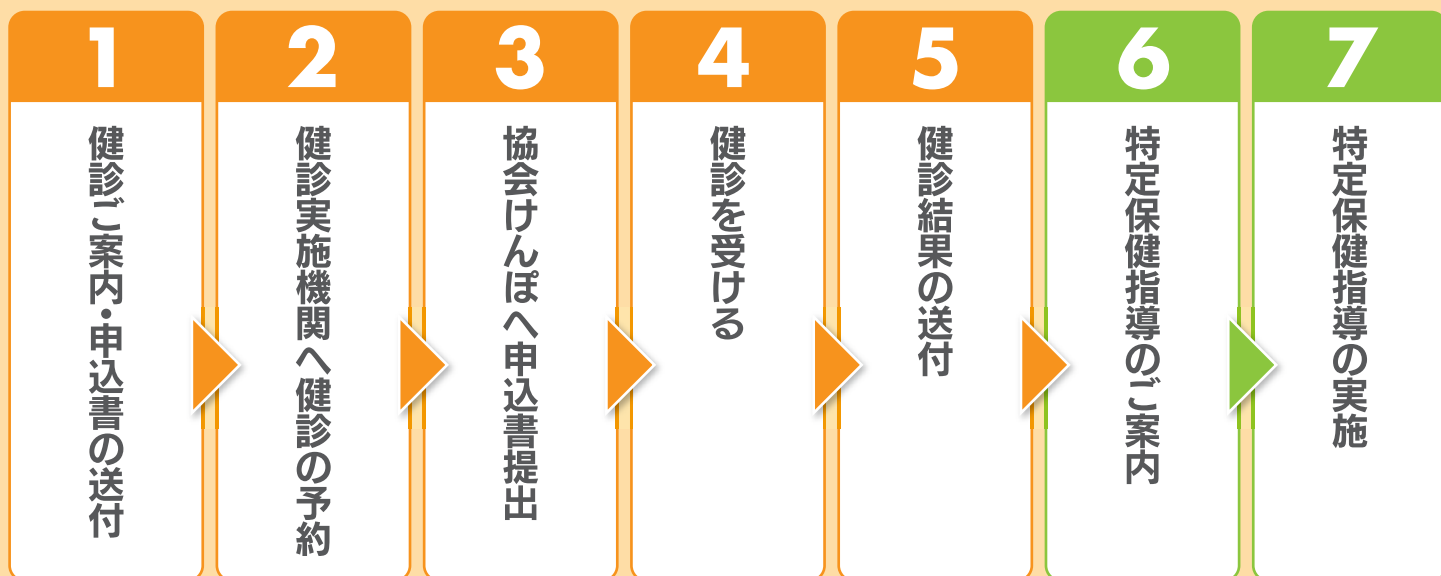 1
健診ご案内・申込書の送付
2
健診実施機関へ健診の予約
3
協会けんぽへ申込書提出
4
健診を受ける
5
健診結果の送付
6
特定保健指導のご案内
7
特定保健指導の実施